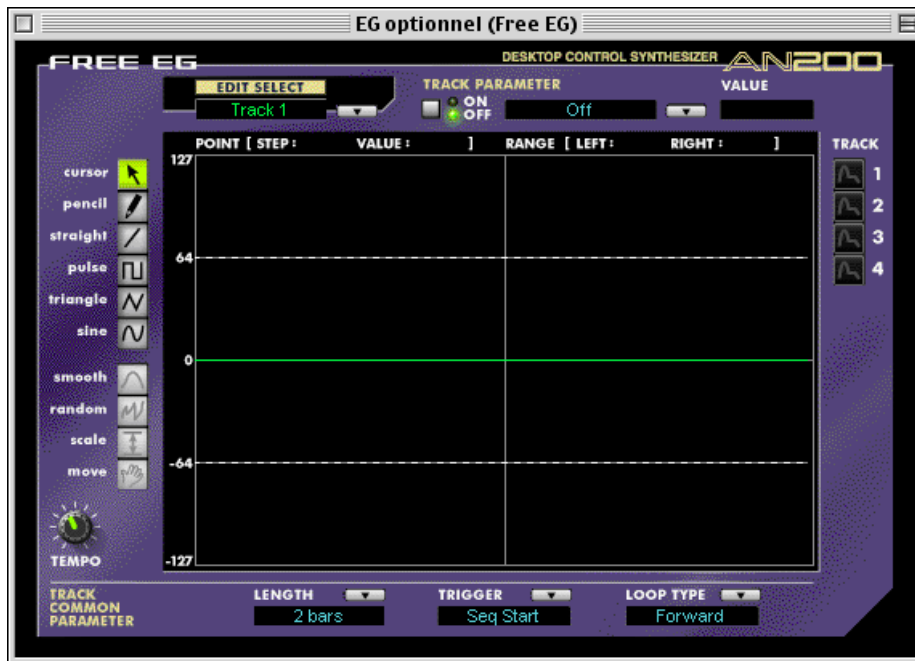 EG optionnel (Free EG)
FREE EG
DESKTOP CONTROL SYNTHESIZER AN200
EDIT SELECT
Track 1
TRACK PARAMETER
ON
OFF
Off
VALUE
POINT [ STEP : VALUE : ] RANGE [ LEFT : RIGHT : ]
TRACK
127
64
0
-64
-127
cursor
pencil
straight
pulse
triangle
sine
smooth
random
scale
move
TEMPO
1
2
3
4
TRACK
COMMON
PARAMETER
LENGTH
2 bars
TRIGGER
Seq Start
LOOP TYPE
Forward